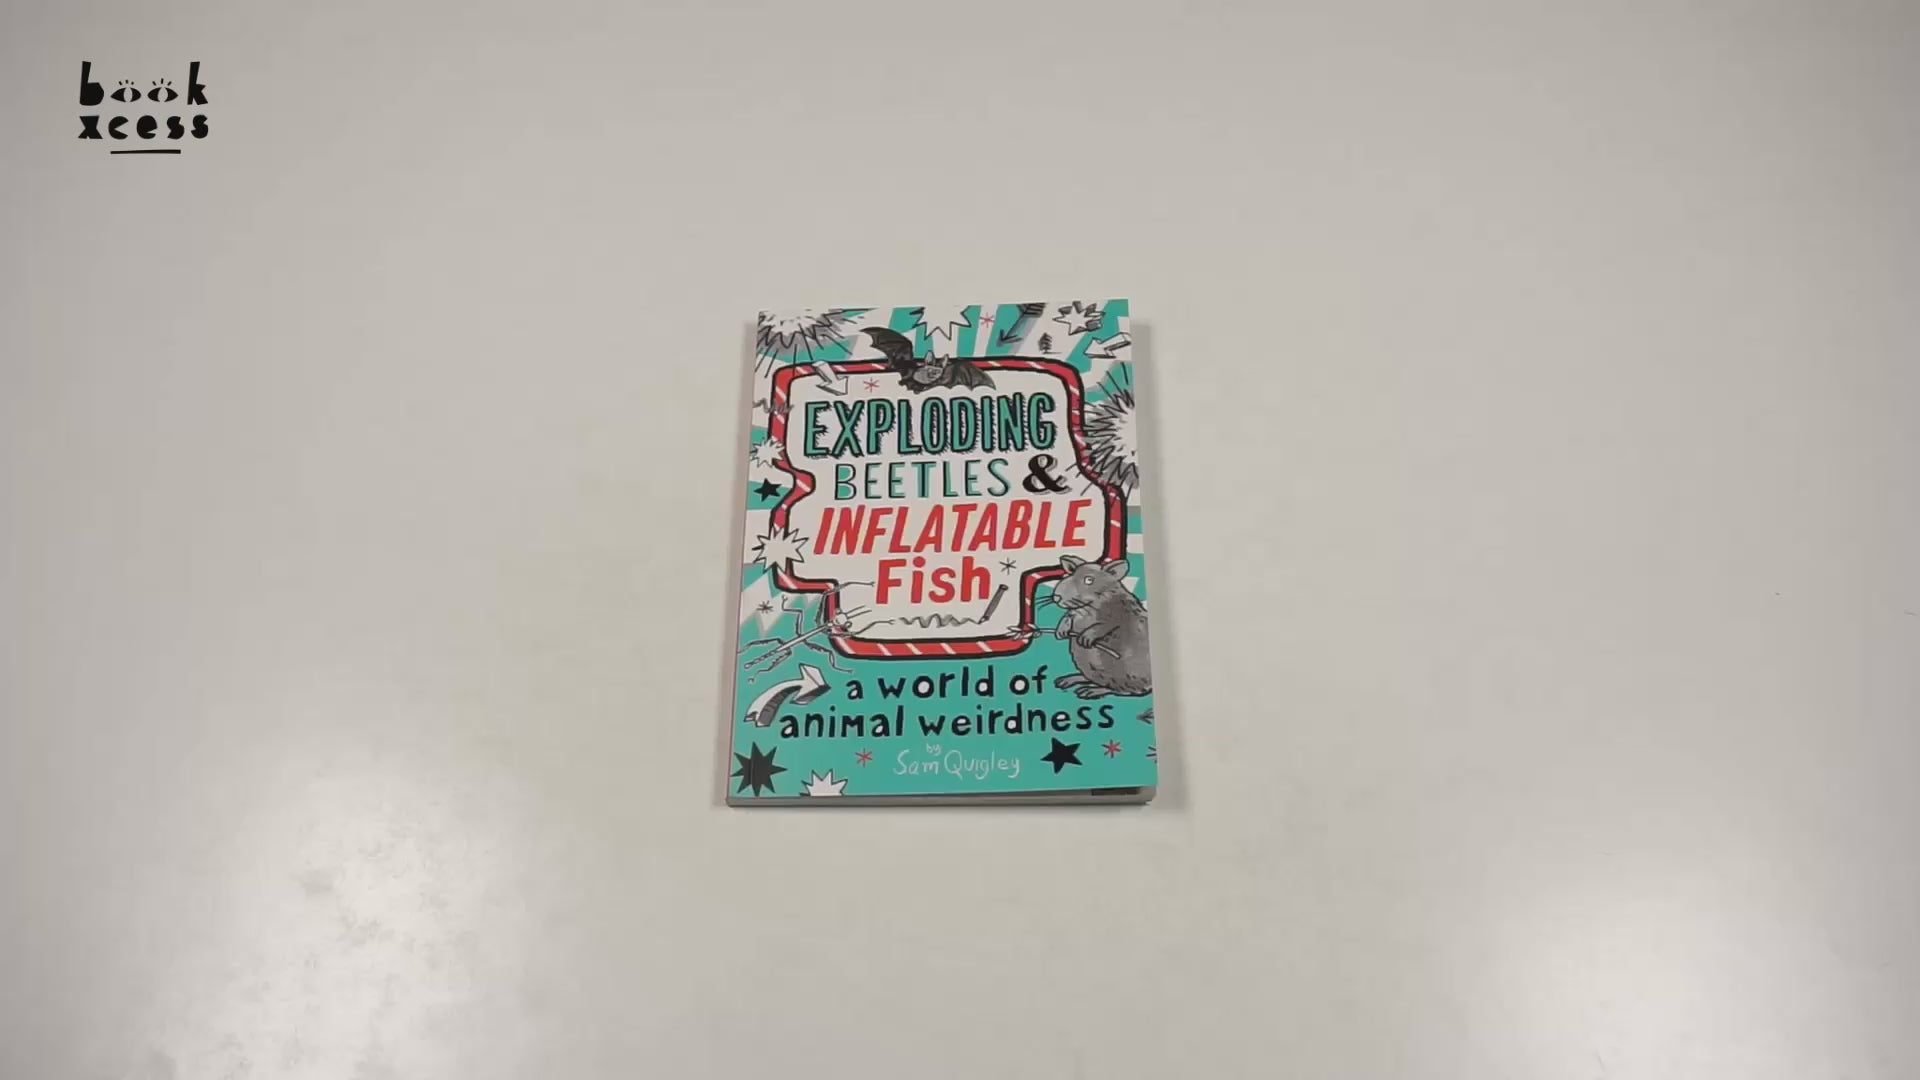 book
xcess
EXPLODING
BEETLES &
INFLATABLE
Fish
a world of
animal weirdness
by
Sam Quigley